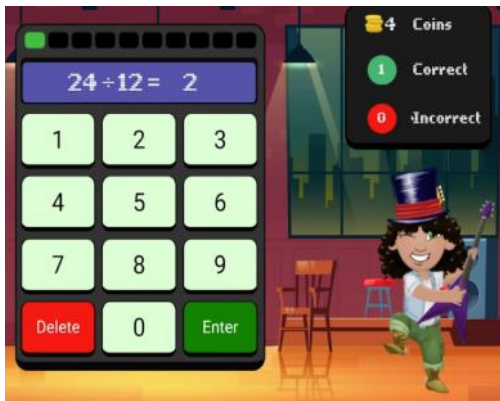 24÷12= 2
1 2 3
4 5 6
7 8 9
Delete 0 Enter
4 Coins
1 Correct
0 Incorrect